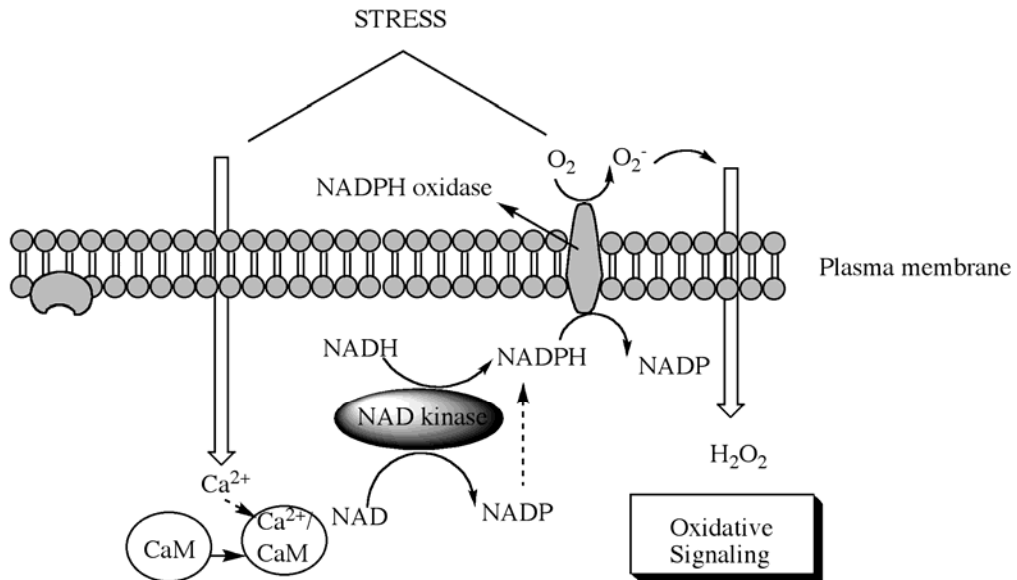 STRESS
O₂
O₂⁻
NADPH oxidase
Plasma membrane
NADH
NADPH
NADP
NAD kinase
H₂O₂
Ca²⁺
NAD
NADP
CaM
Ca²⁺/
CaM
Oxidative
Signaling